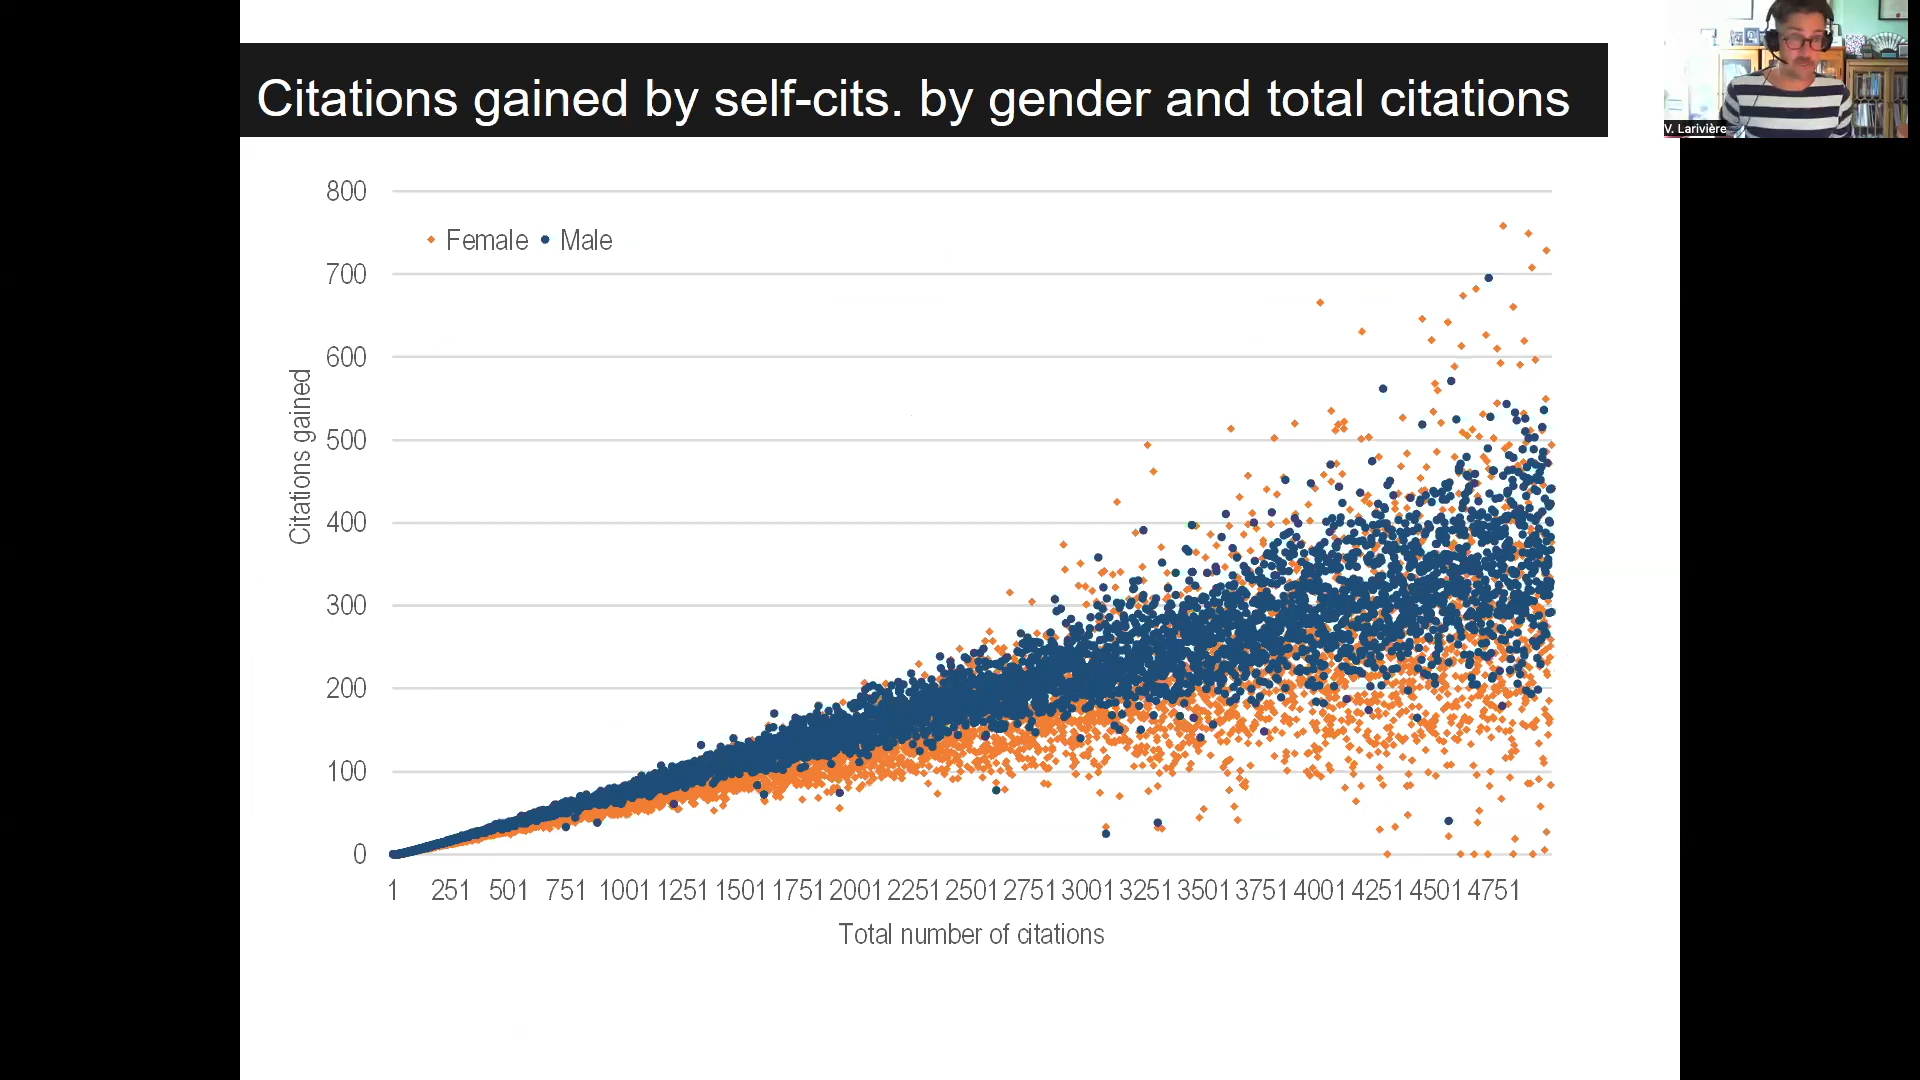 Citations gained by self-cits. by gender and total citations
V. Larivière
800
Female Male
700
600
500
400
300
200
100
0
Citations gained
1 251 501 751 1001 1251 1501 1751 2001 2251 2501 2751 3001 3251 3501 3751 4001 4251 4501 4751
Total number of citations